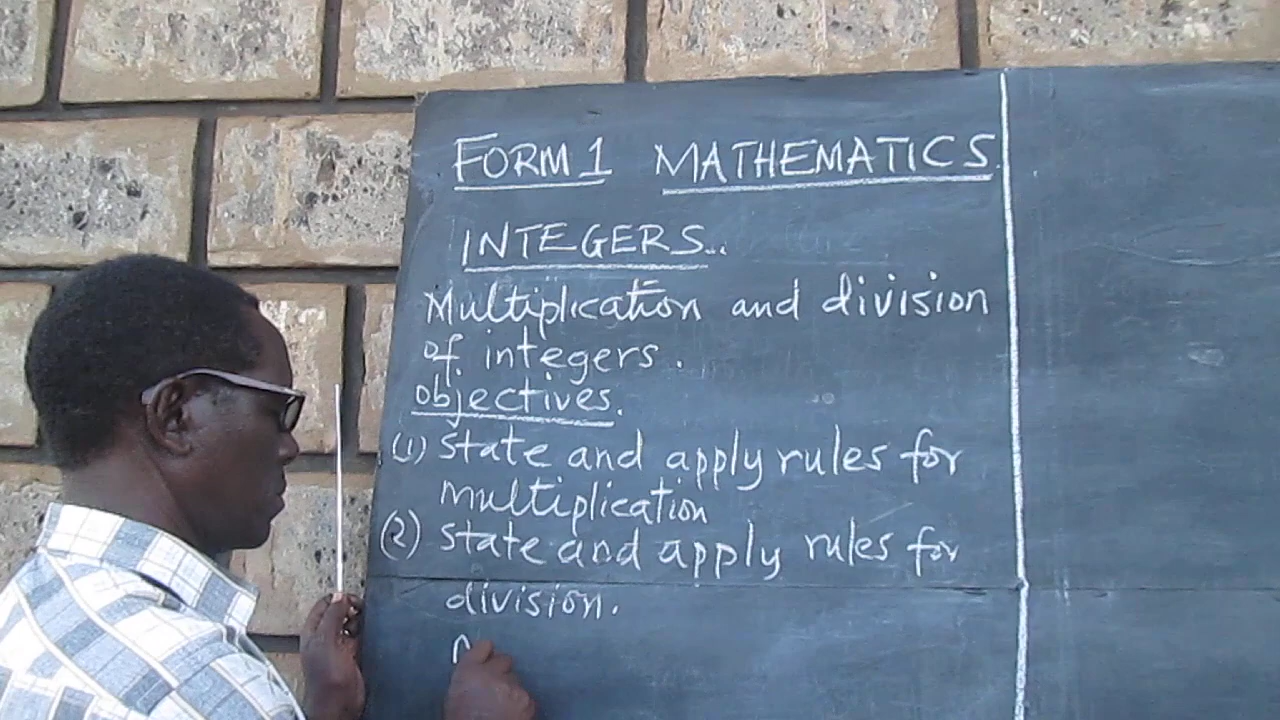 FORM 1 MATHEMATICS.
INTEGERS...
Multiplication and division
of integers.
objectives.
(1) State and apply rules for
multiplication
(2) State and apply rules for
division.